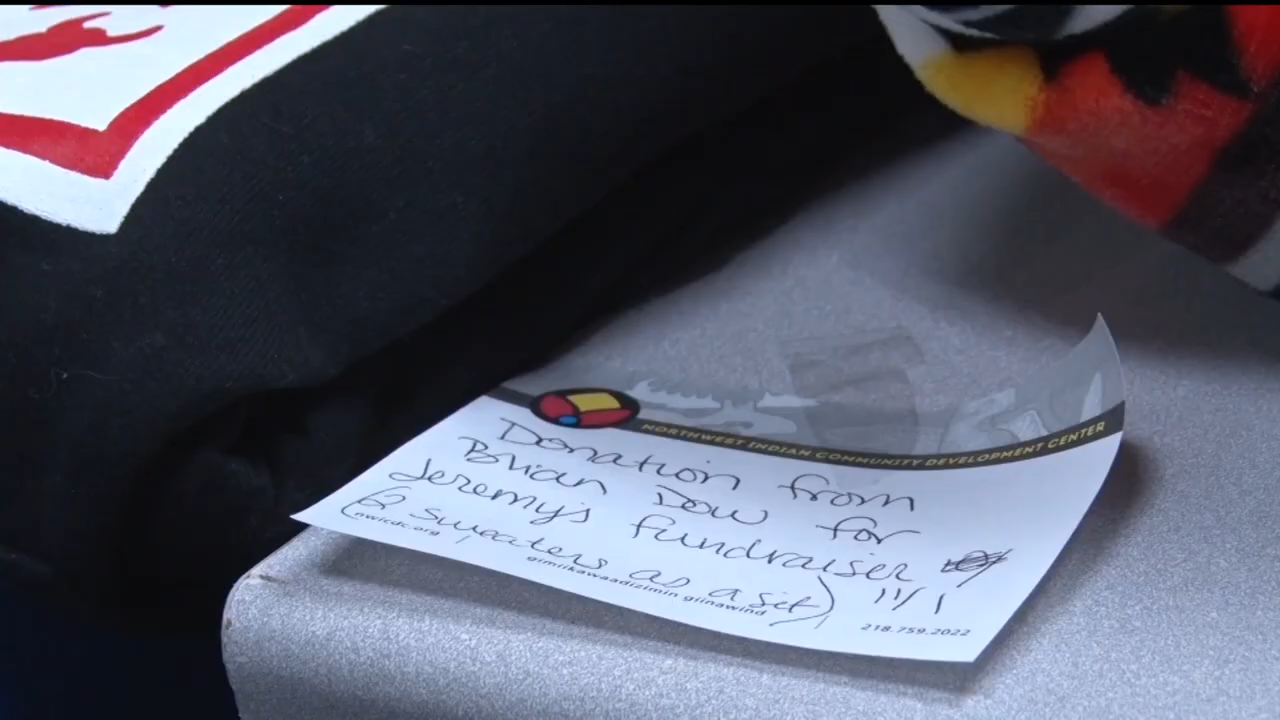 NORTHWEST INDIAN COMMUNITY DEVELOPMENT CENTER
Donation from
Brian Dow for
Jeremy's fundraiser
(2 sweaters as a set) 11/1
nwicdc.org
gimiikawaadizimin giinawind
218.759.2022